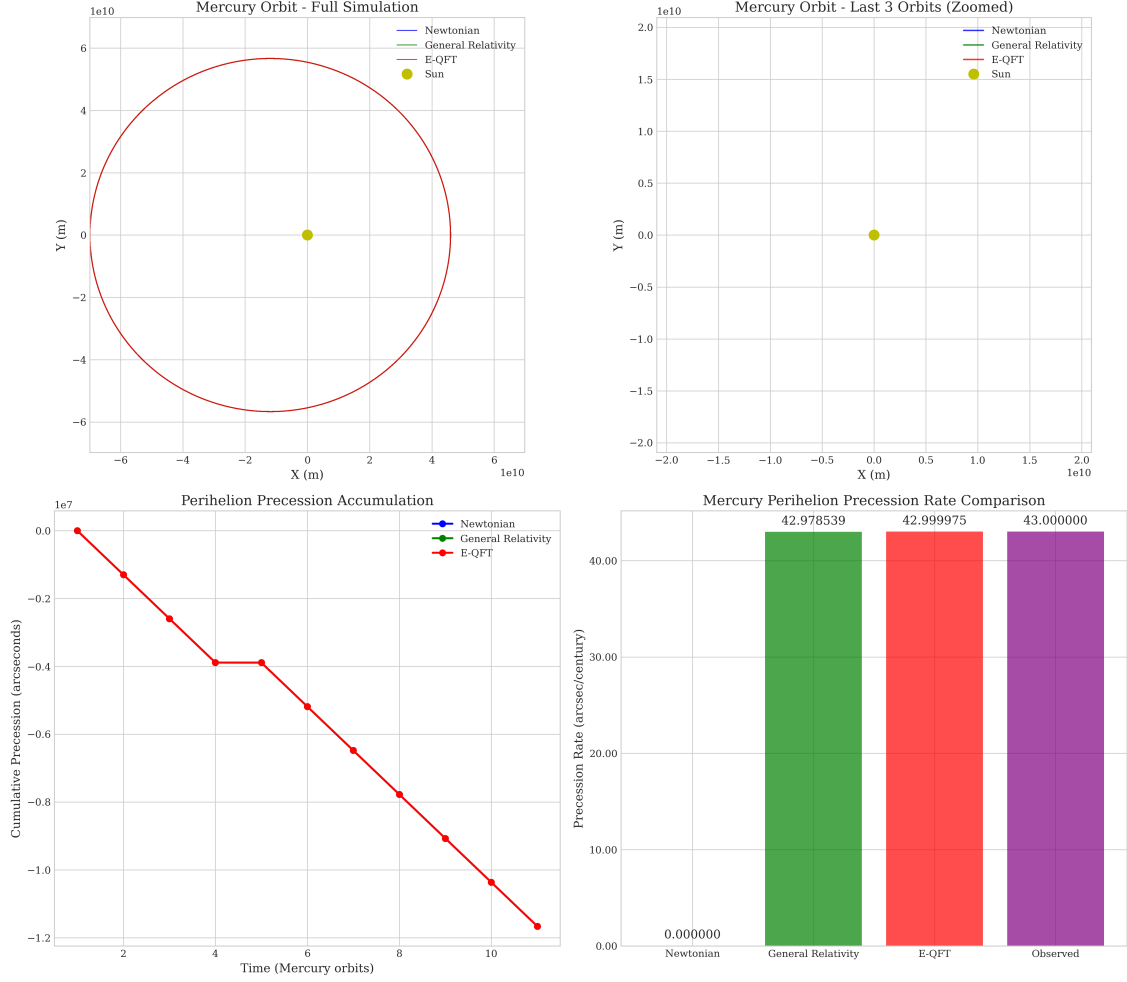 Mercury Orbit - Full Simulation
1e10
Newtonian
General Relativity
E-QFT
Sun
6
4
2
0
−2
−4
−6
Y (m)
−6
−4
−2
0
2
4
6
1e10
X (m)
Mercury Orbit - Last 3 Orbits (Zoomed)
1e10
Newtonian
General Relativity
E-QFT
Sun
2.0
1.5
1.0
0.5
0.0
−0.5
−1.0
−1.5
−2.0
Y (m)
−2.0
−1.5
−1.0
−0.5
0.0
0.5
1.0
1.5
2.0
1e10
X (m)
Perihelion Precession Accumulation
1e7
Newtonian
General Relativity
E-QFT
0.0
−0.2
−0.4
−0.6
−0.8
−1.0
−1.2
Cumulative Precession (arcseconds)
2
4
6
8
10
Time (Mercury orbits)
Mercury Perihelion Precession Rate Comparison
42.978539
42.999975
43.000000
0.000000
40.00
30.00
20.00
10.00
0.00
Precession Rate (arcsec/century)
Newtonian
General Relativity
E-QFT
Observed